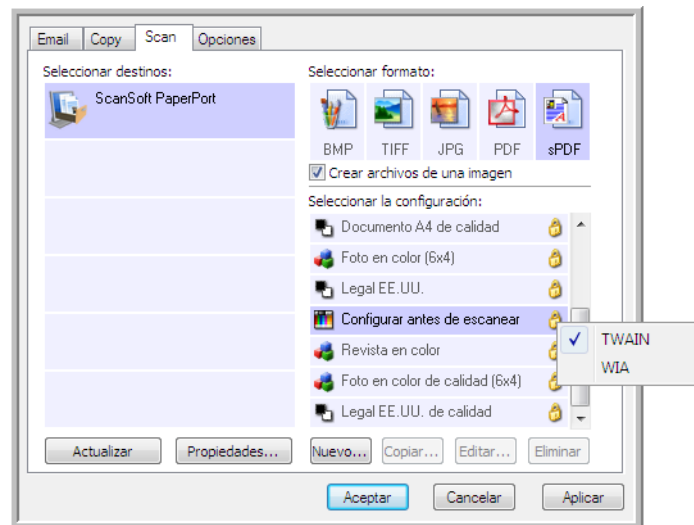 Email Copy Scan Opciones
Seleccionar destinos:
ScanSoft PaperPort
Seleccionar formato:
BMP TIFF JPG PDF sPDF
Crear archivos de una imagen
Seleccionar la configuración:
Documento A4 de calidad
Foto en color (6x4)
Legal EE.UU.
Configurar antes de escanear
Revista en color
Foto en color de calidad (6x4)
Legal EE.UU. de calidad
TWAIN
WIA
Actualizar Propiedades... Nuevo... Copiar... Editar... Eliminar
Aceptar Cancelar Aplicar